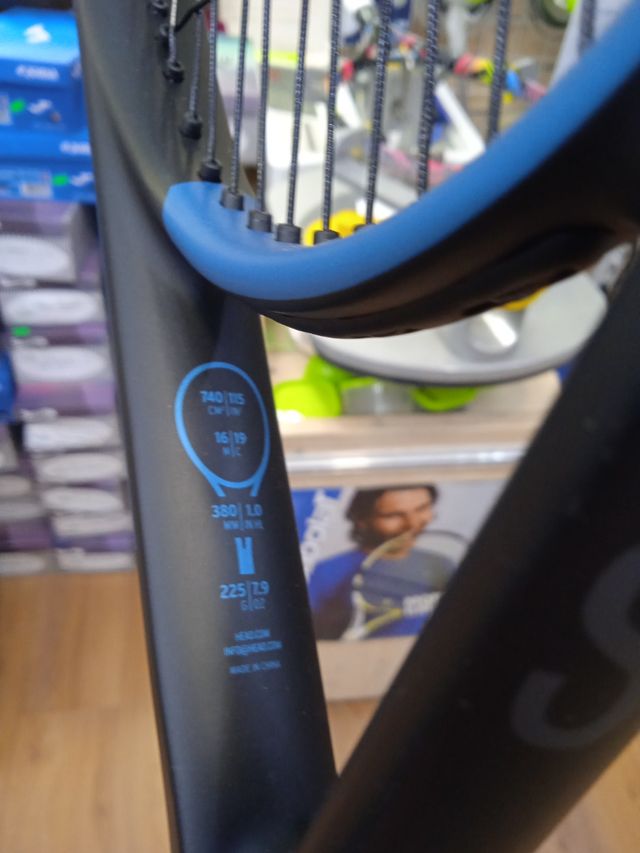 740|115
CM²|IN²
16|19
M|C
380|1.0
MM|IN HL
225|7.9
G|OZ
HEAD.COM
INFO@HEAD.COM
MADE IN CHINA